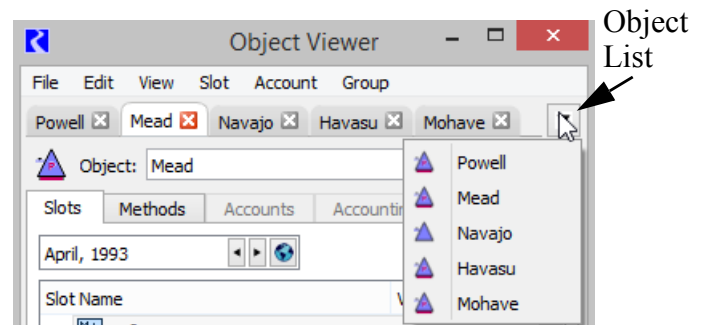 Object Viewer
Object
List
File Edit View Slot Account Group
Powell Mead Navajo Havasu Mohave
Object: Mead
Powell
Slots Methods Accounts
Mead
April, 1993
Navajo
Havasu
Slot Name
Mohave